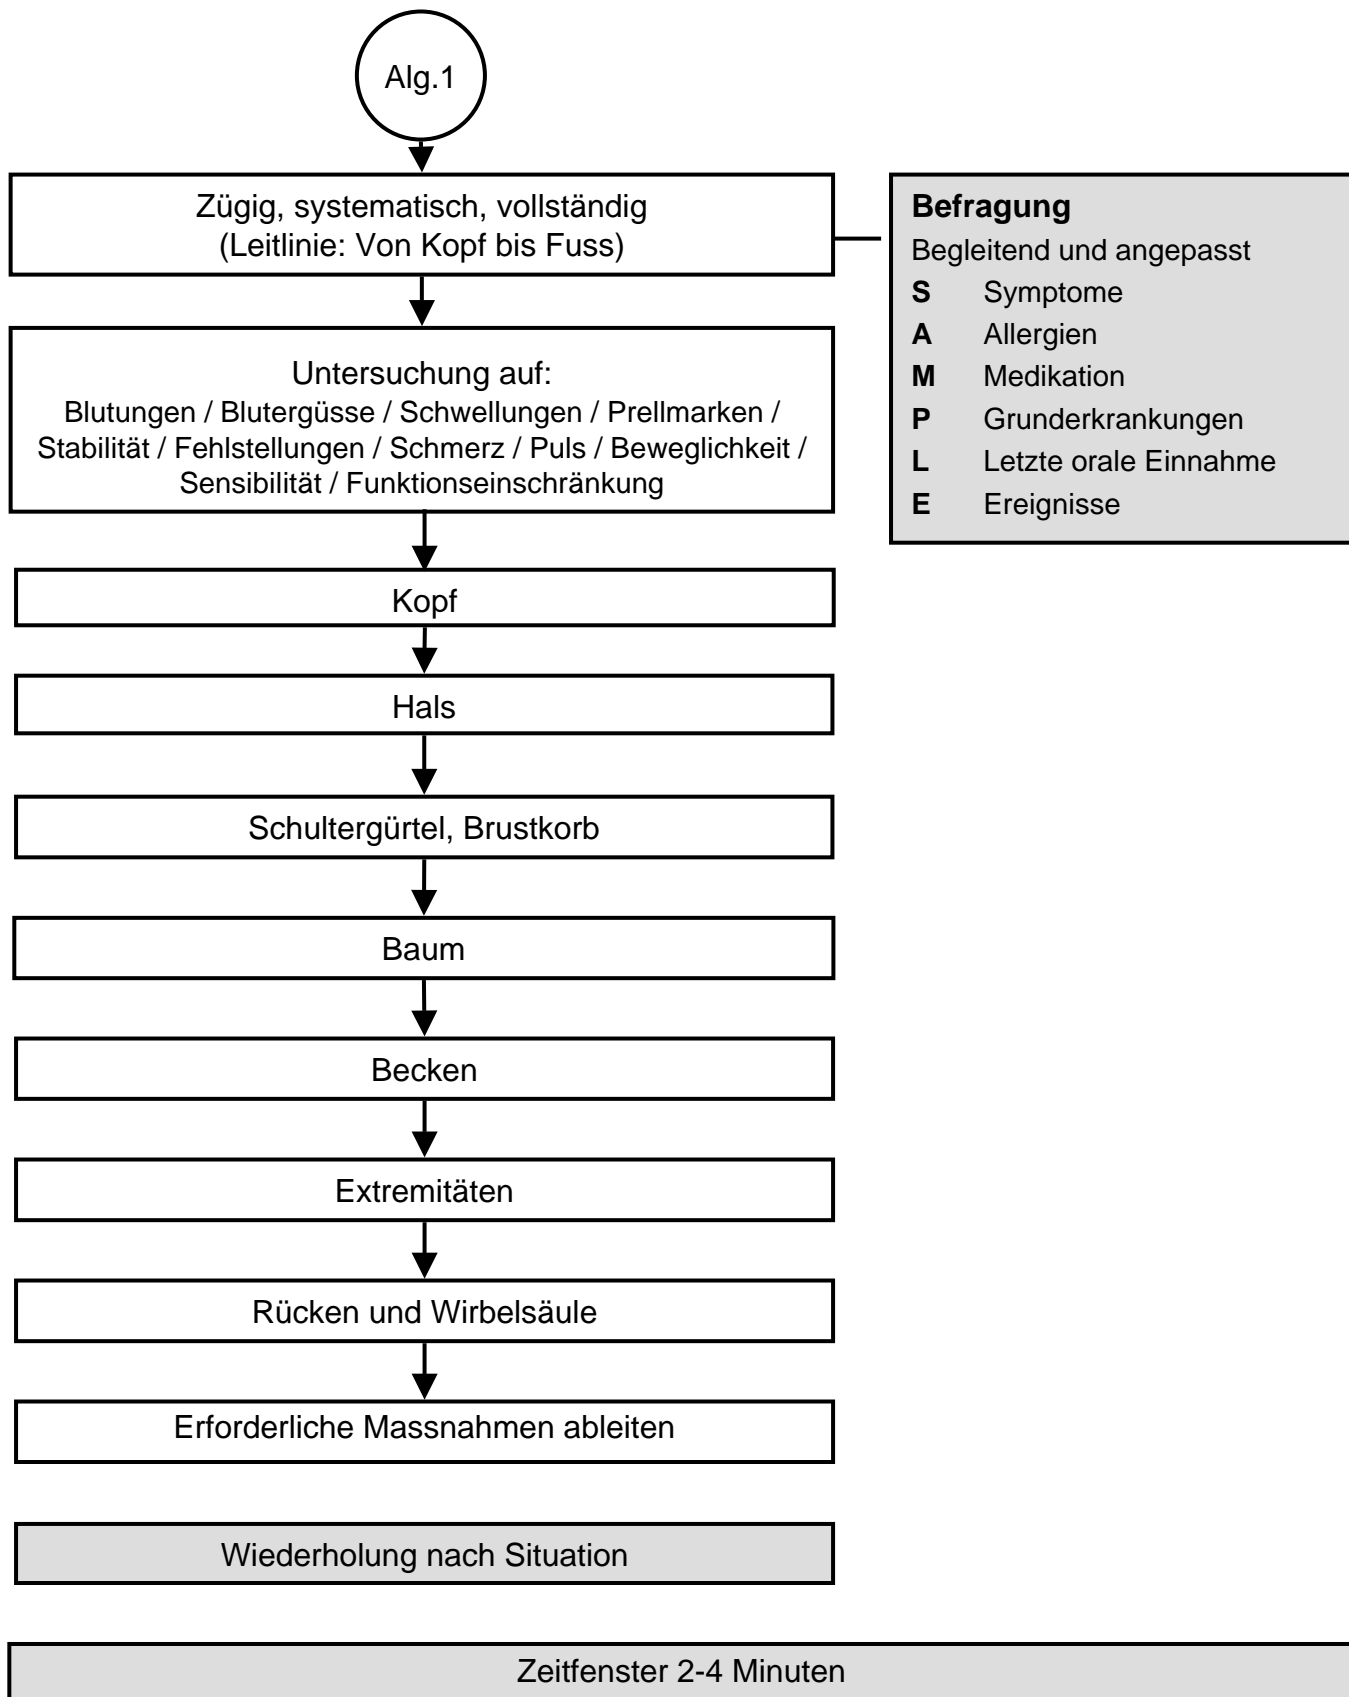 Alg.1
Zügig, systematisch, vollständig
(Leitlinie: Von Kopf bis Fuss)
Befragung
Begleitend und angepasst
S Symptome
A Allergien
M Medikation
P Grunderkrankungen
L Letzte orale Einnahme
E Ereignisse
Untersuchung auf:
Blutungen / Blutergüsse / Schwellungen / Prellmarken /
Stabilität / Fehlstellungen / Schmerz / Puls / Beweglichkeit /
Sensibilität / Funktionseinschränkung
Kopf
Hals
Schultergürtel, Brustkorb
Baum
Becken
Extremitäten
Rücken und Wirbelsäule
Erforderliche Massnahmen ableiten
Wiederholung nach Situation
Zeitfenster 2-4 Minuten